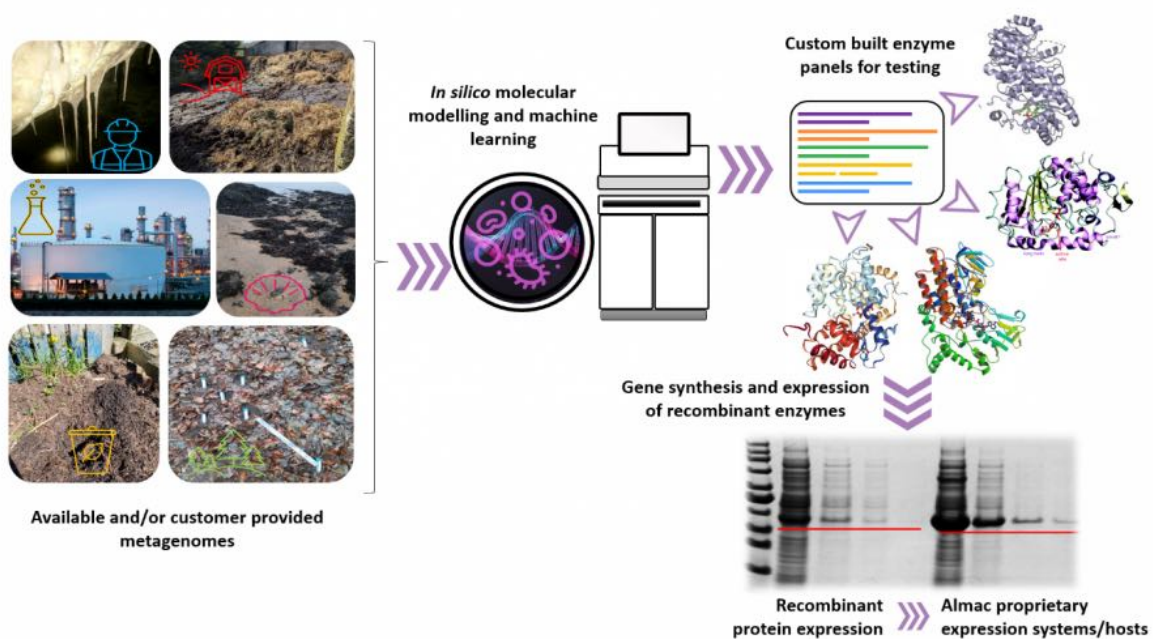 Available and/or customer provided
metagenomes
In silico molecular
modelling and machine
learning
Custom built enzyme
panels for testing
Gene synthesis and expression
of recombinant enzymes
Recombinant
protein expression
Almac proprietary
expression systems/hosts